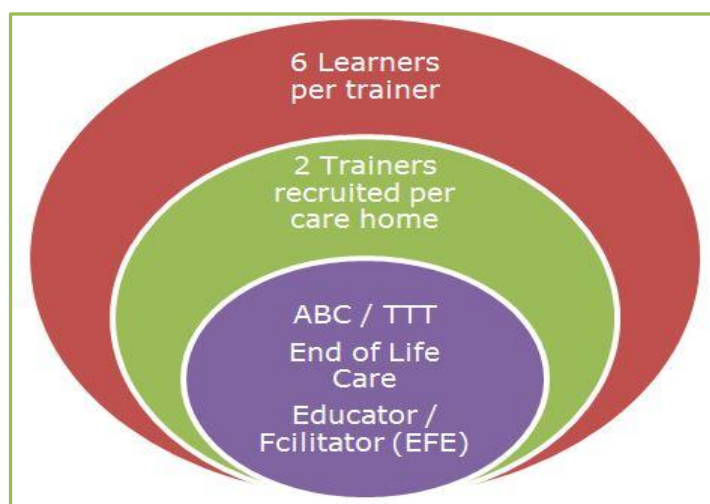 6 Learners
per trainer
2 Trainers
recruited per
care home
ABC / TTT
End of Life
Care
Educator /
Fcilitator (EFE)